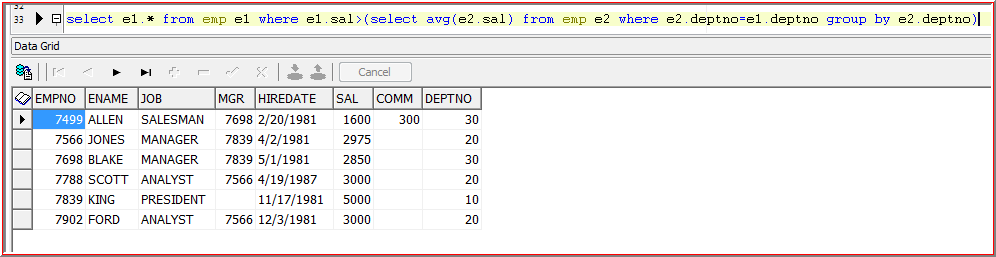 32
33 select e1.* from emp e1 where e1.sal>(select avg(e2.sal) from emp e2 where e2.deptno=e1.deptno group by e2.deptno)
Data Grid
Cancel
EMPNO ENAME JOB MGR HIREDATE SAL COMM DEPTNO
7499 ALLEN SALESMAN 7698 2/20/1981 1600 300 30
7566 JONES MANAGER 7839 4/2/1981 2975 20
7698 BLAKE MANAGER 7839 5/1/1981 2850 30
7788 SCOTT ANALYST 7566 4/19/1987 3000 20
7839 KING PRESIDENT 11/17/1981 5000 10
7902 FORD ANALYST 7566 12/3/1981 3000 20